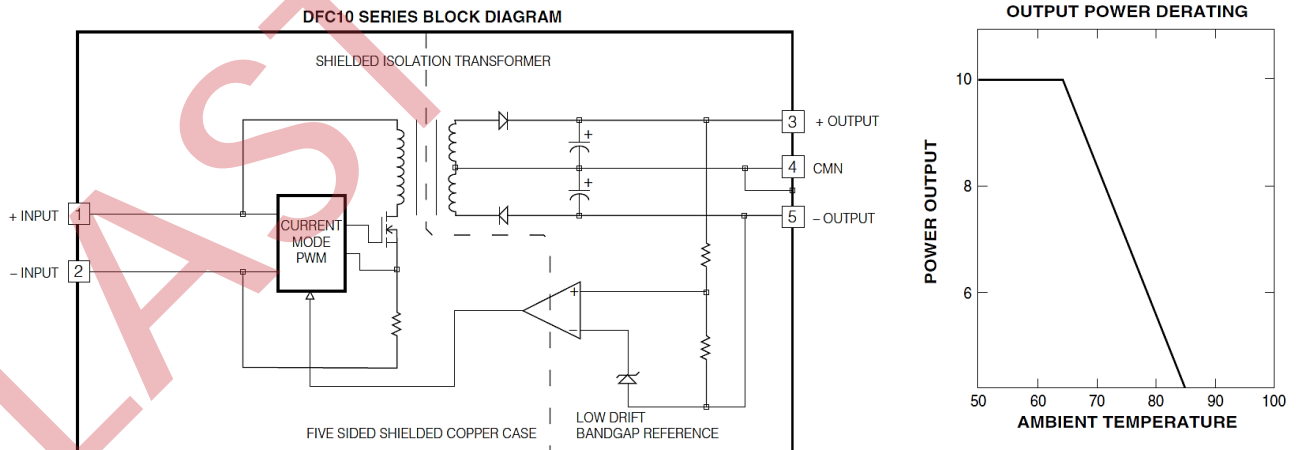 DFC10 SERIES BLOCK DIAGRAM
SHIELDED ISOLATION TRANSFORMER
+ INPUT 1
– INPUT 2
CURRENT
MODE
PWM
+
+
3 + OUTPUT
4 CMN
5 – OUTPUT
+
–
FIVE SIDED SHIELDED COPPER CASE
LOW DRIFT
BANDGAP REFERENCE
LAST
OUTPUT POWER DERATING
POWER OUTPUT
10
8
6
50 60 70 80 90 100
AMBIENT TEMPERATURE